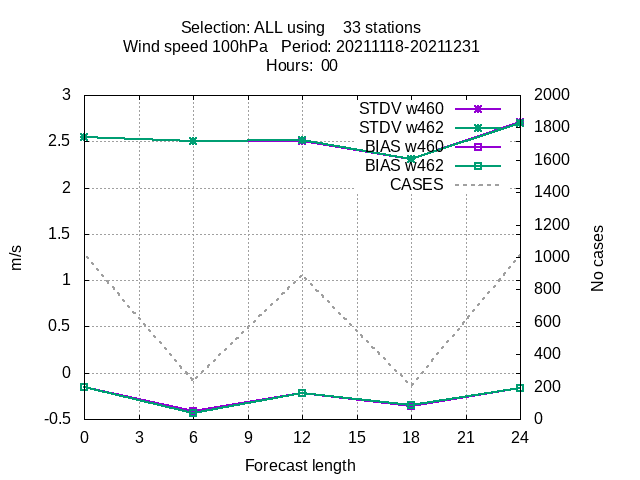 Selection: ALL using    33 stations
Wind speed 100hPa   Period: 20211118-20211231
Hours:  00
STDV w460
STDV w462
BIAS w460
BIAS w462
CASES
3
2.5
2
1.5
1
0.5
0
-0.5
m/s
2000
1800
1600
1400
1200
1000
800
600
400
200
0
No cases
0 3 6 9 12 15 18 21 24
Forecast length